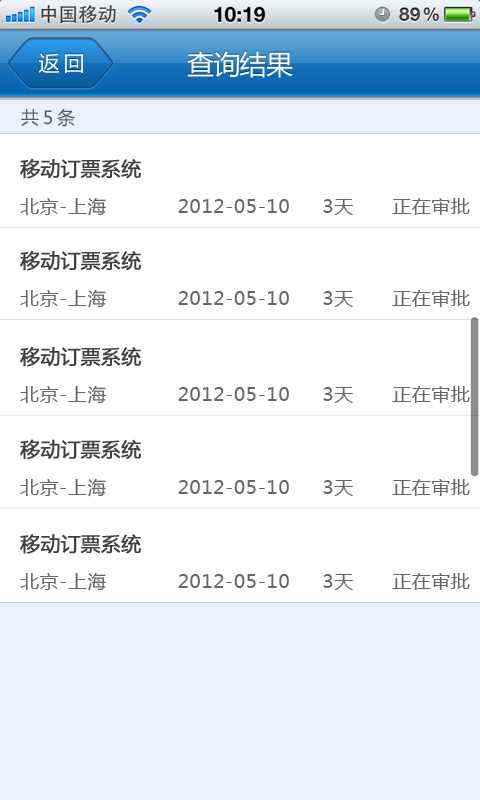 中国移动 10:19 89%
返回 查询结果
共5条
移动订票系统
北京-上海 2012-05-10 3天 正在审批
移动订票系统
北京-上海 2012-05-10 3天 正在审批
移动订票系统
北京-上海 2012-05-10 3天 正在审批
移动订票系统
北京-上海 2012-05-10 3天 正在审批
移动订票系统
北京-上海 2012-05-10 3天 正在审批